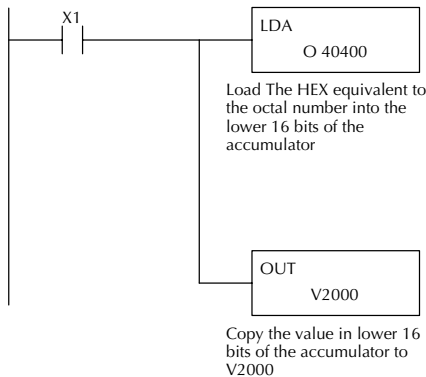 X1
LDA
O 40400
Load The HEX equivalent to
the octal number into the
lower 16 bits of the
accumulator
OUT
V2000
Copy the value in lower 16
bits of the accumulator to
V2000